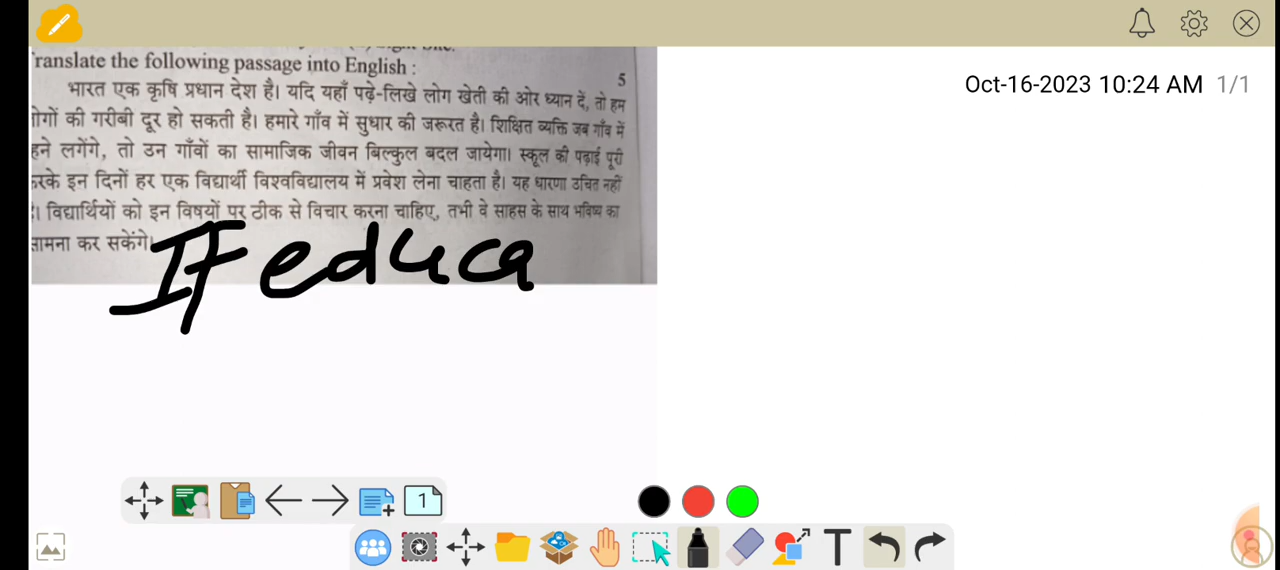 Translate the following passage into English :
5
भारत एक कृषि प्रधान देश है। यदि यहाँ पढ़े-लिखे लोग खेती की ओर ध्यान दें, तो हम
लोगों की गरीबी दूर हो सकती है। हमारे गाँव में सुधार की जरूरत है। शिक्षित व्यक्ति जब गाँव में
रहने लगेंगे, तो उन गाँवों का सामाजिक जीवन बिल्कुल बदल जायेगा। स्कूल की पढ़ाई पूरी
करके इन दिनों हर एक विद्यार्थी विश्वविद्यालय में प्रवेश लेना चाहता है। यह धारणा उचित नहीं
है। विद्यार्थियों को इन विषयों पर ठीक से विचार करना चाहिए, तभी वे साहस के साथ भविष्य का
सामना कर सकेंगे।
IF educa
Oct-16-2023 10:24 AM 1/1
1
T